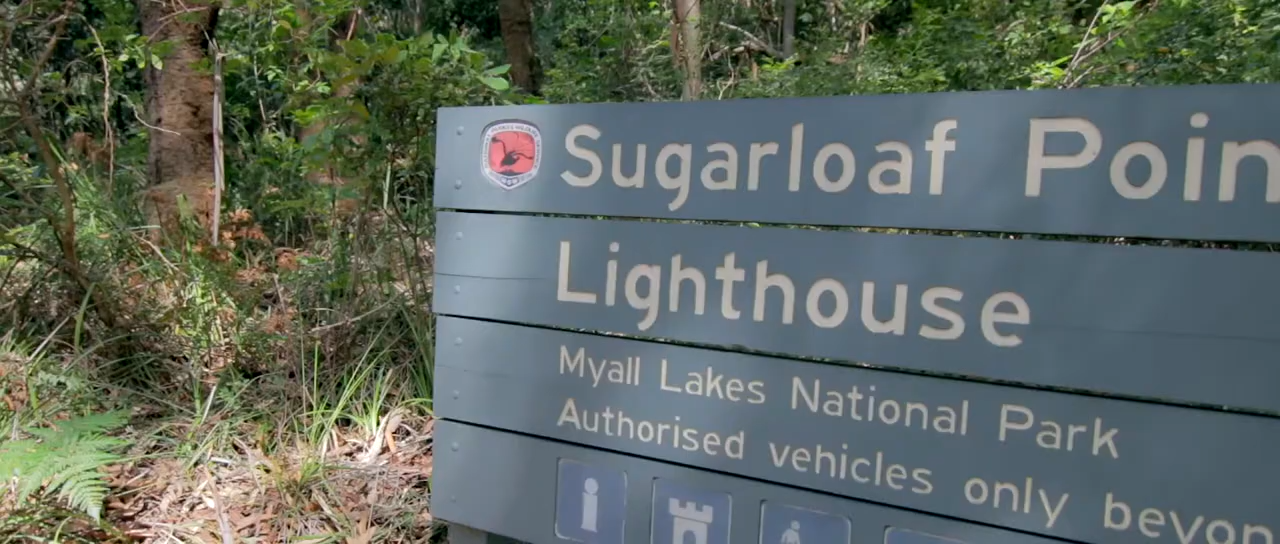 Sugarloaf Poin
Lighthouse
Myall Lakes National Park
Authorised vehicles only beyon